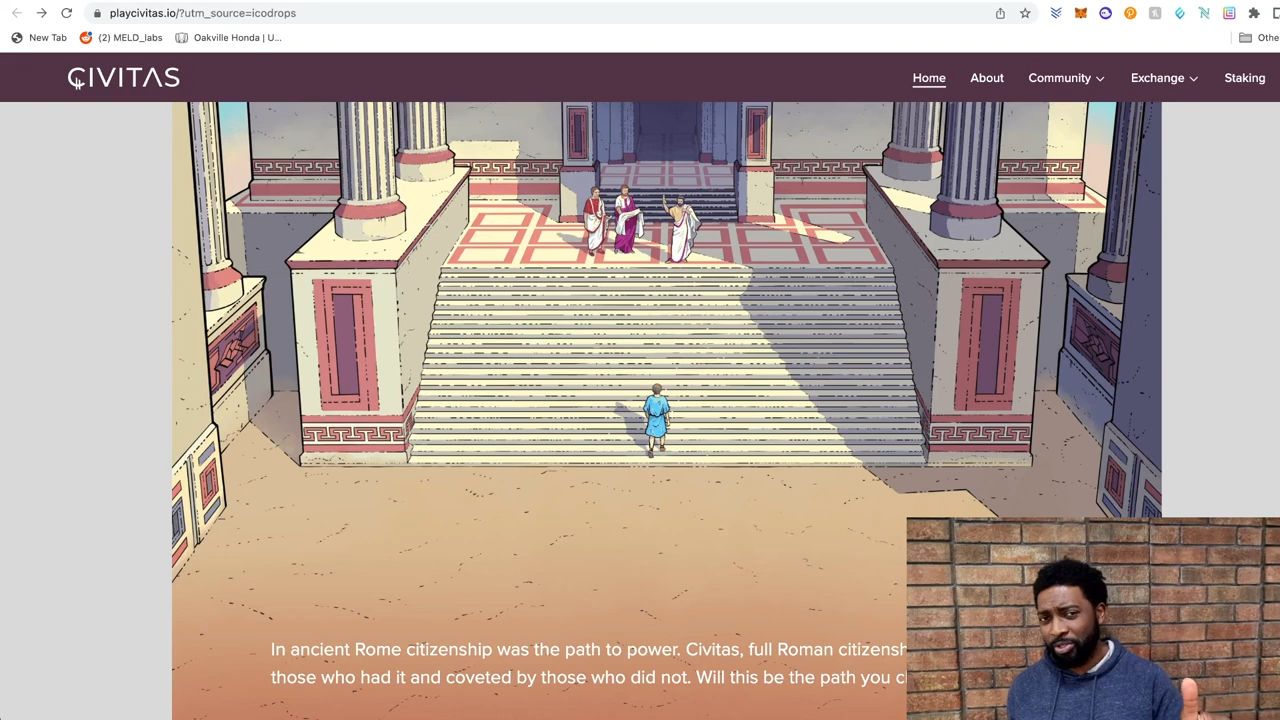 playcivitas.io/?utm_source=icodrops
New Tab
(2) MELD_labs
Oakville Honda | U...
Othe
CIVITAS
Home
About
Community
Exchange
Staking
In ancient Rome citizenship was the path to power. Civitas, full Roman citizensh
those who had it and coveted by those who did not. Will this be the path you c